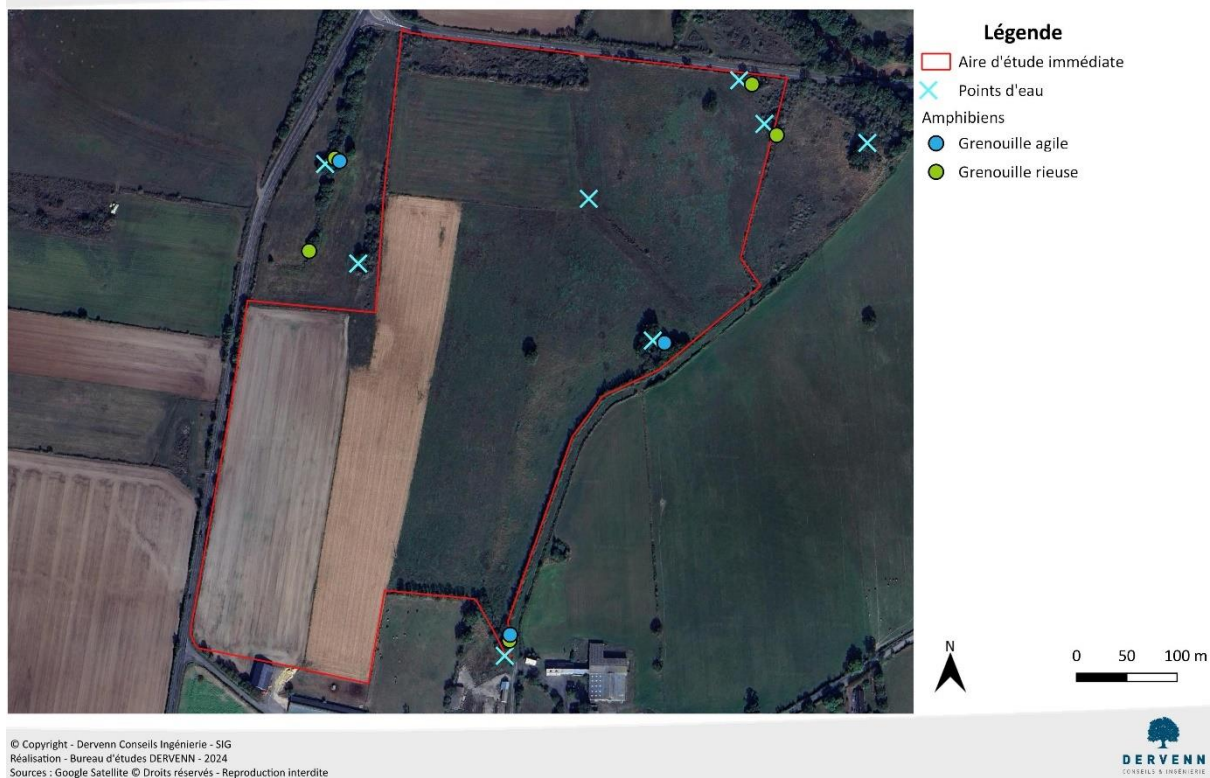 Légende
Aire d'étude immédiate
Points d'eau
Amphibiens
Grenouille agile
Grenouille rieuse
N
0 50 100 m
© Copyright - Dervenn Conseils Ingénierie - SIG
Réalisation - Bureau d'études DERVENN - 2024
Sources : Google Satellite © Droits réservés - Reproduction interdite
DERVENN
CONSEILS & INGÉNIERIE